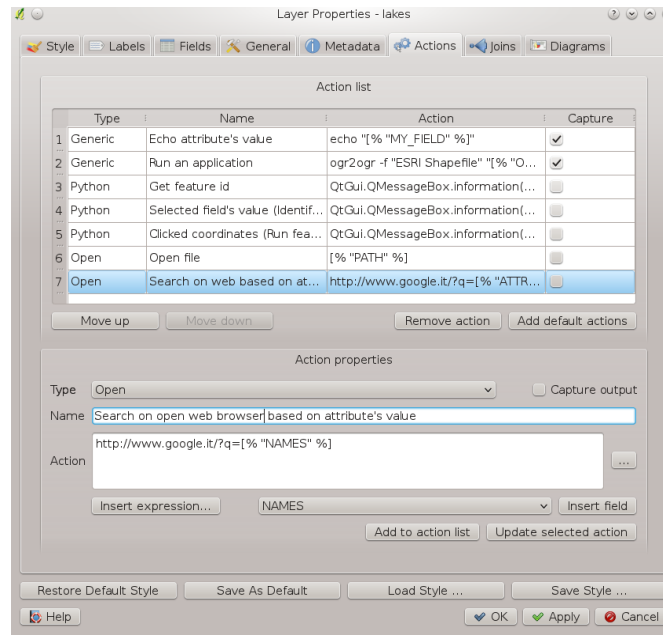 Layer Properties - lakes
Style Labels Fields General Metadata Actions Joins Diagrams
Action list
Type Name Action Capture
1 Generic Echo attribute's value echo "[% "MY_FIELD" %]"
2 Generic Run an application ogr2ogr -f "ESRI Shapefile" "[% "O...
3 Python Get feature id QtGui.QMessageBox.information(...
4 Python Selected field's value (Identif... QtGui.QMessageBox.information(...
5 Python Clicked coordinates (Run fea... QtGui.QMessageBox.information(...
6 Open Open file [% "PATH" %]
7 Open Search on web based on at... http://www.google.it/?q=[% "ATTR...
Move up Move down Remove action Add default actions
Action properties
Type Open Capture output
Name Search on open web browser based on attribute's value
http://www.google.it/?q=[% "NAMES" %]
Action ...
Insert expression... NAMES Insert field
Add to action list Update selected action
Restore Default Style Save As Default Load Style ... Save Style ...
Help OK Apply Cancel